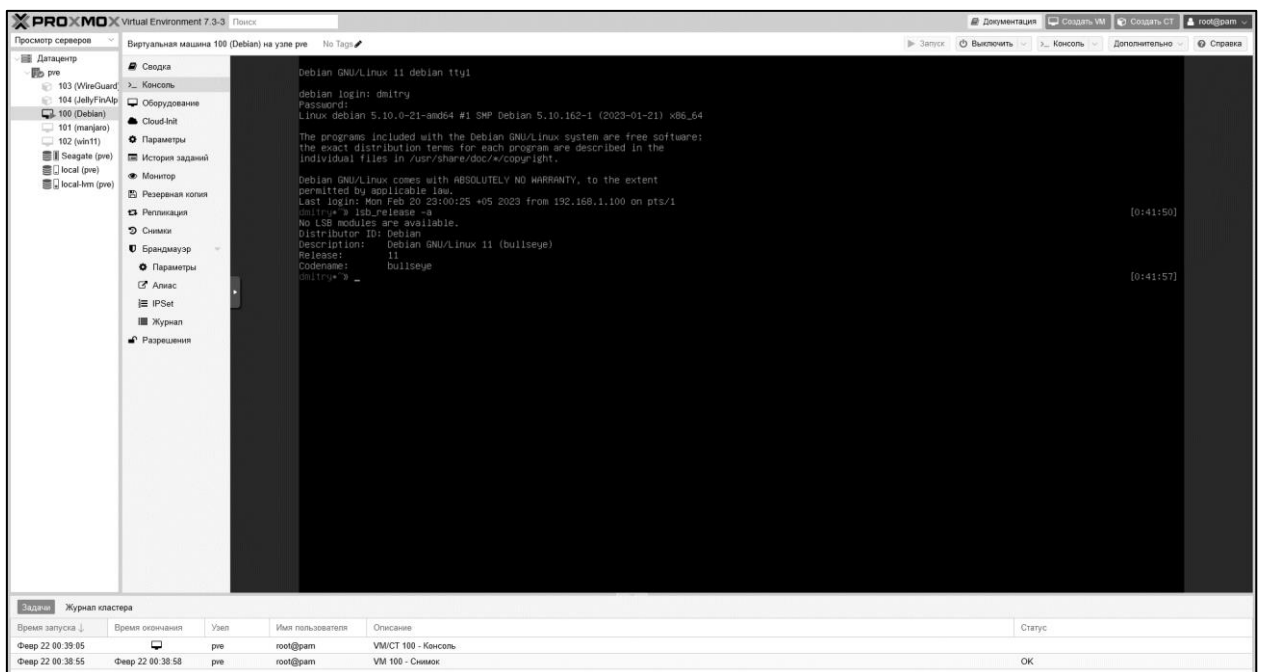 PROXMOX Virtual Environment 7.3-3 Поиск Документация Создать VM Создать CT root@pam
Просмотр серверов
Виртуальная машина 100 (Debian) на узле pve No Tags Запуск Выключить Консоль Дополнительно Справка
Датацентр
pve
103 (WireGuard)
104 (JellyFinAlp
100 (Debian)
101 (manjaro)
102 (win11)
Seagate (pve)
local (pve)
local-lvm (pve)
Сводка
>_ Консоль
Оборудование
Cloud-Init
Параметры
История заданий
Монитор
Резервная копия
Репликация
Снимки
Брандмауэр
Параметры
Алиас
IPSet
Журнал
Разрешения
Debian GNU/Linux 11 debian tty1
debian login: dmitry
Password:
Linux debian 5.10.0-21-amd64 #1 SMP Debian 5.10.162-1 (2023-01-21) x86_64
The programs included with the Debian GNU/Linux system are free software;
the exact distribution terms for each program are described in the
individual files in /usr/share/doc/*/copyright.
Debian GNU/Linux comes with ABSOLUTELY NO WARRANTY, to the extent
permitted by applicable law.
Last login: Mon Feb 20 23:00:25 +05 2023 from 192.168.1.100 on pts/1
dmitry•~» lsb_release -a [0:41:50]
No LSB modules are available.
Distributor ID: Debian
Description: Debian GNU/Linux 11 (bullseye)
Release: 11
Codename: bullseye
dmitry•~» _ [0:41:57]
Задачи Журнал кластера
Время запуска ↓ Время окончания Узел Имя пользователя Описание Статус
Февр 22 00:39:05 pve root@pam VM/CT 100 - Консоль
Февр 22 00:38:55 Февр 22 00:38:58 pve root@pam VM 100 - Снимок OK